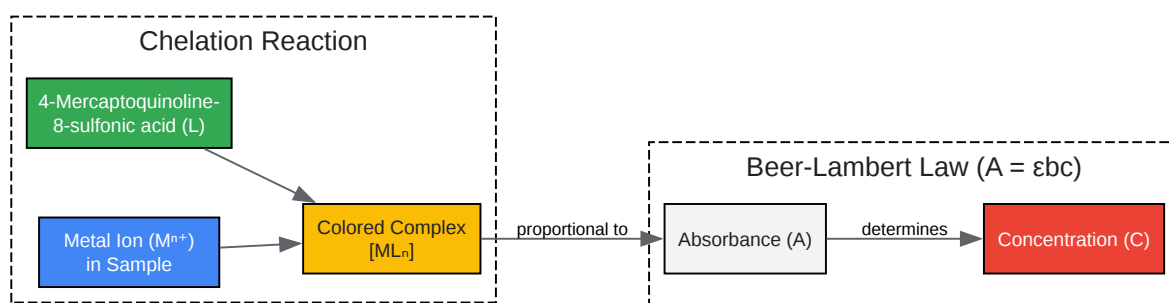 Chelation Reaction
4-Mercaptoquinoline-
8-sulfonic acid (L)
Metal Ion (Mⁿ⁺)
in Sample
Colored Complex
[MLₙ]
proportional to
Beer-Lambert Law (A = εbc)
Absorbance (A)
determines
Concentration (C)